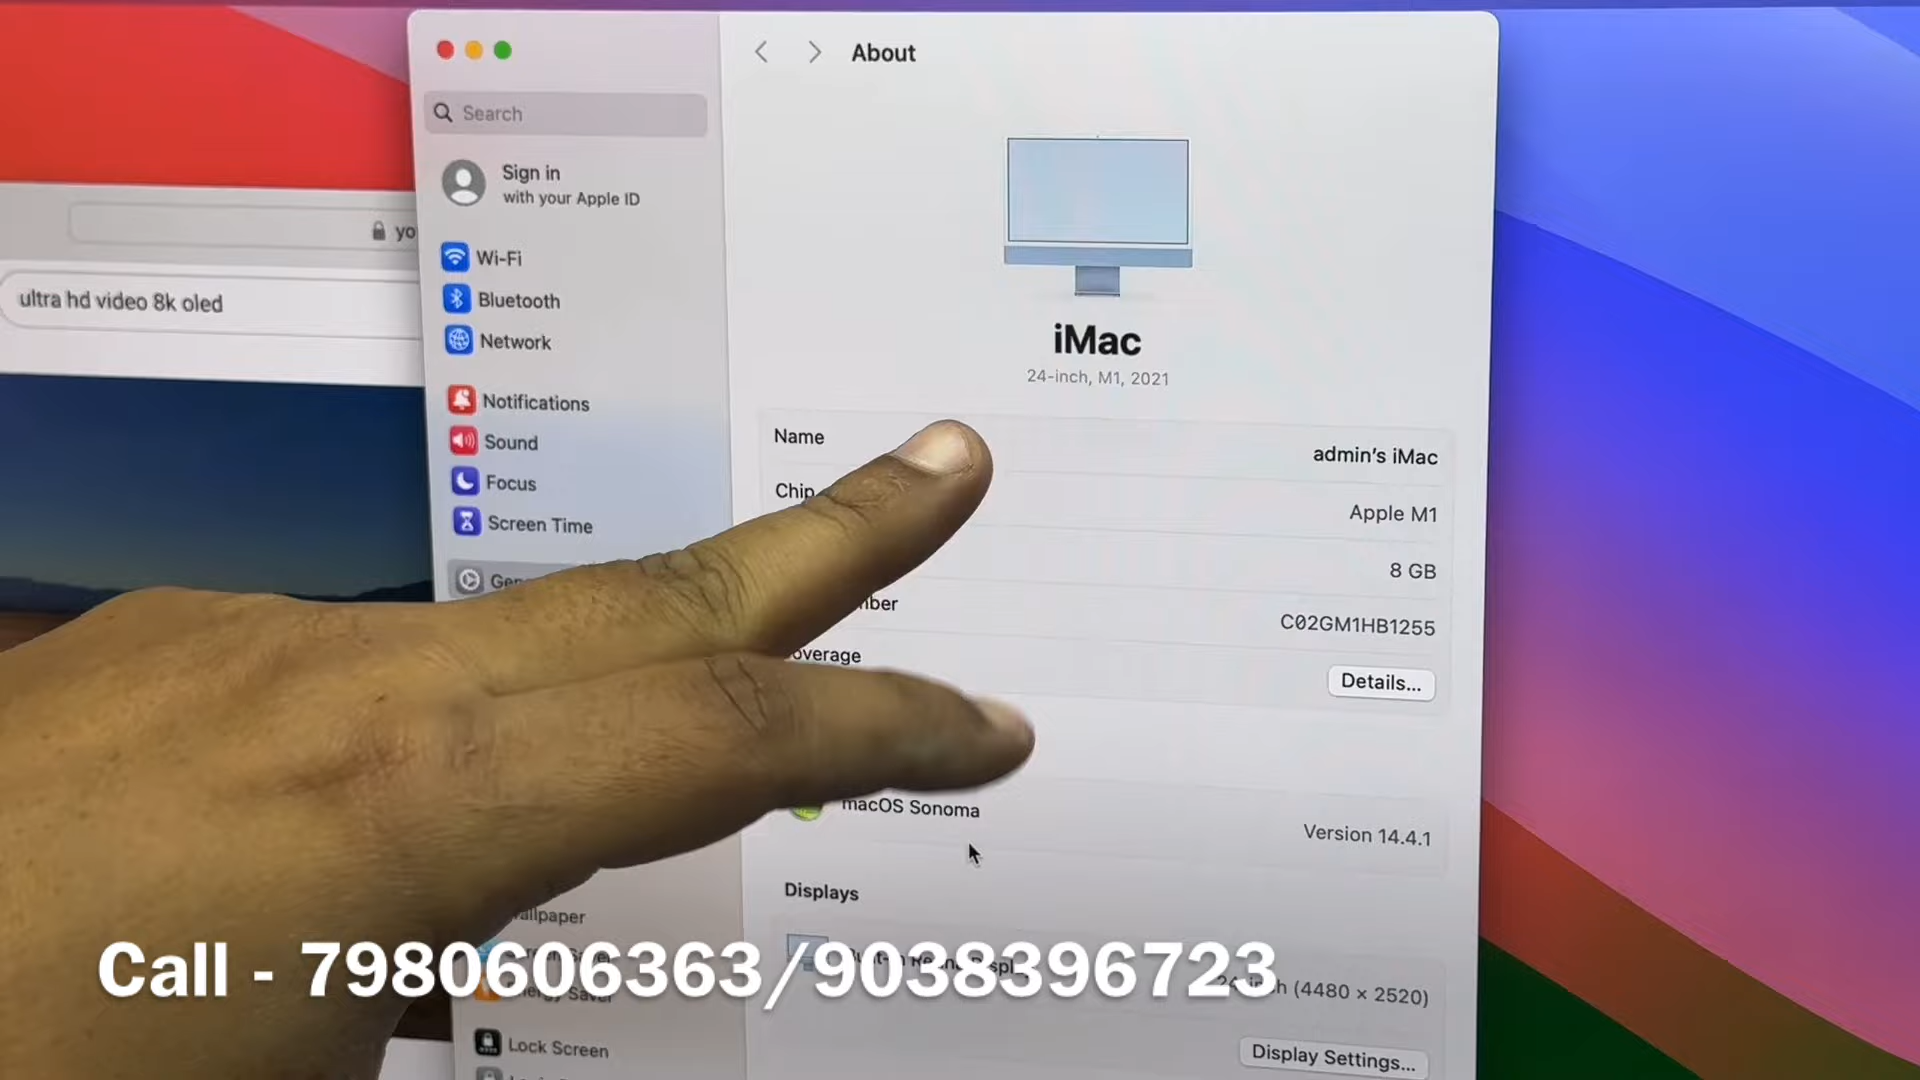 About
Search
Sign in
with your Apple ID
yo
ultra hd video 8k oled
Wi-Fi
Bluetooth
Network
Notifications
Sound
Focus
Screen Time
iMac
24-inch, M1, 2021
Name
admin's iMac
Chip
Apple M1
8 GB
C02GM1HB1255
Details...
macOS Sonoma
Version 14.4.1
Displays
(4480 × 2520)
Display Settings...
Lock Screen
Call - 7980606363/9038396723